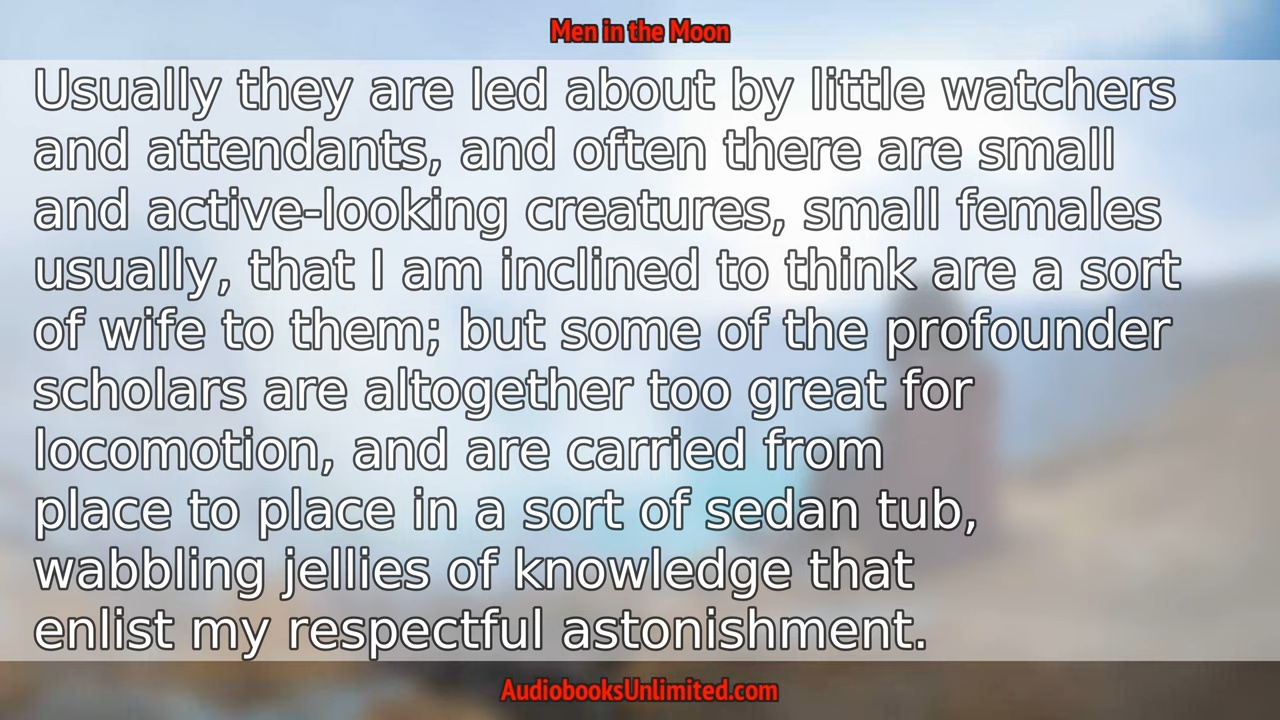 Men in the Moon
Usually they are led about by little watchers
and attendants, and often there are small
and active-looking creatures, small females
usually, that I am inclined to think are a sort
of wife to them; but some of the profounder
scholars are altogether too great for
locomotion, and are carried from
place to place in a sort of sedan tub,
wabbling jellies of knowledge that
enlist my respectful astonishment.
AudiobooksUnlimited.com